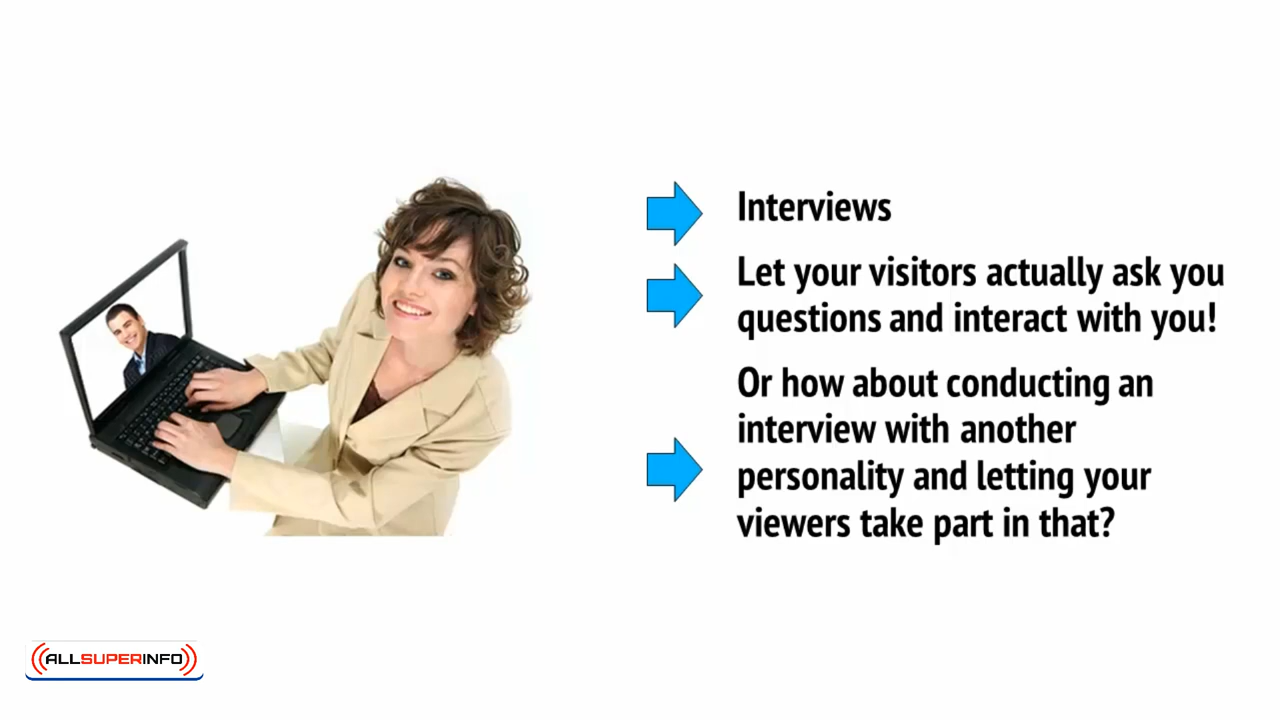 Interviews
Let your visitors actually ask you
questions and interact with you!
Or how about conducting an
interview with another
personality and letting your
viewers take part in that?
ALLSUPERINFO